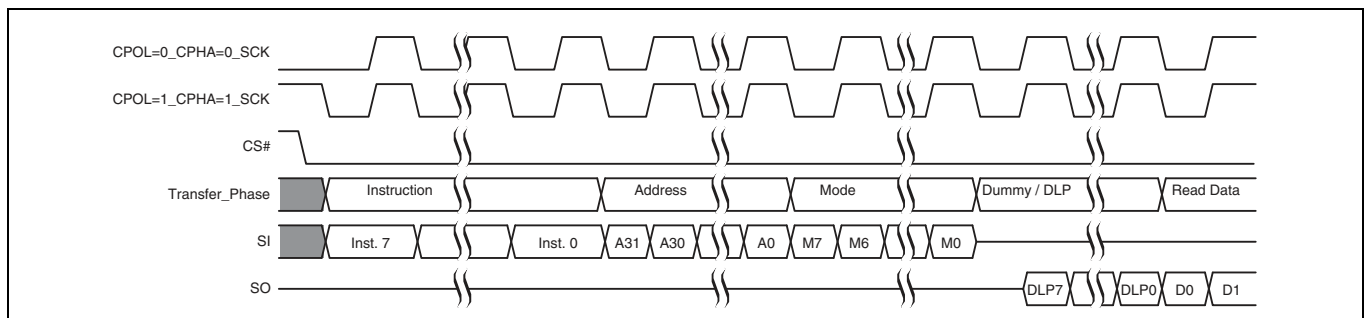 CPOL=0_CPHA=0_SCK
CPOL=1_CPHA=1_SCK
CS#
Transfer_Phase Instruction Address Mode Dummy / DLP Read Data
SI Inst. 7 Inst. 0 A31 A30 A0 M7 M6 M0
SO DLP7 DLP0 D0 D1